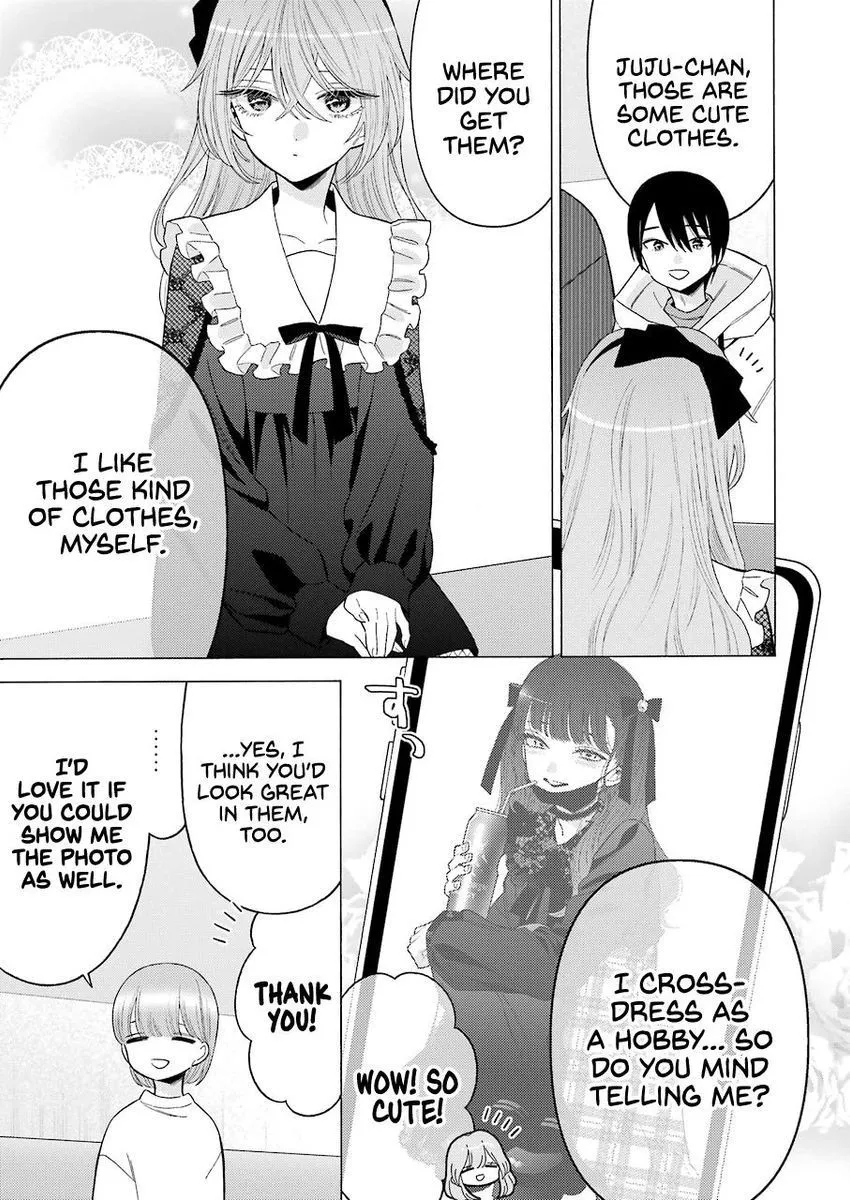 JUJU-CHAN,
THOSE ARE
SOME CUTE
CLOTHES.
WHERE
DID YOU
GET
THEM?
I LIKE
THOSE KIND
OF CLOTHES,
MYSELF.
I CROSS-
DRESS AS
A HOBBY... SO
DO YOU MIND
TELLING ME?
すっ
WOW! SO
CUTE!
...YES, I
THINK YOU'D
LOOK GREAT
IN THEM,
TOO.
THANK
YOU!
......
I'D
LOVE IT IF
YOU COULD
SHOW ME
THE PHOTO
AS WELL.